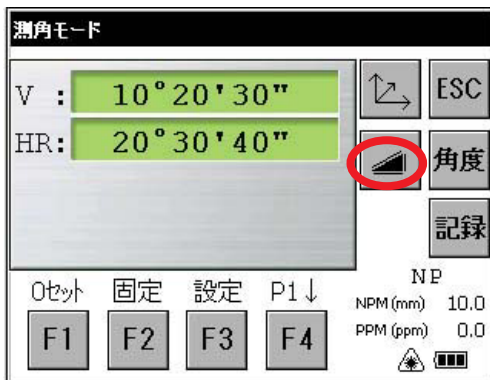 測角モード
V : 10°20'30"
HR: 20°30'40"
ESC
角度
記録
0セット 固定 設定 P1↓
F1 F2 F3 F4
NP
NPM (mm) 10.0
PPM (ppm) 0.0